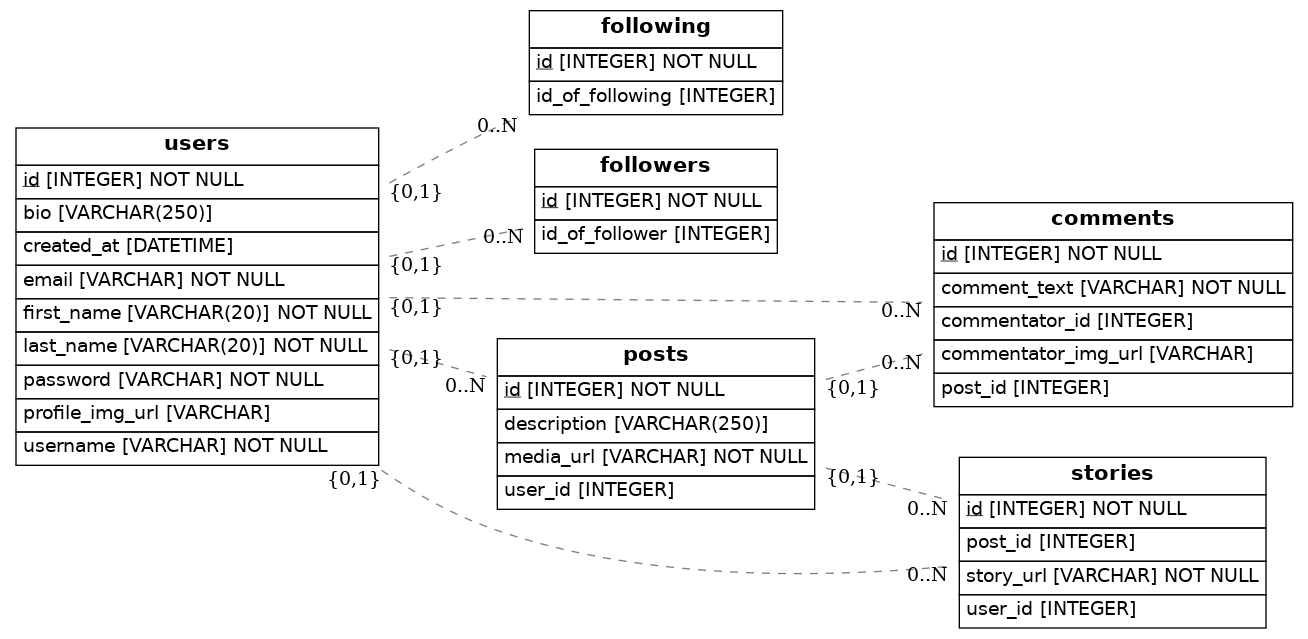 following
id [INTEGER] NOT NULL
id_of_following [INTEGER]
0..N
users
id [INTEGER] NOT NULL
bio [VARCHAR(250)]
created_at [DATETIME]
email [VARCHAR] NOT NULL
first_name [VARCHAR(20)] NOT NULL
last_name [VARCHAR(20)] NOT NULL
password [VARCHAR] NOT NULL
profile_img_url [VARCHAR]
username [VARCHAR] NOT NULL
{0,1}
{0,1}
{0,1}
{0,1}
{0,1}
followers
id [INTEGER] NOT NULL
id_of_follower [INTEGER]
0..N
comments
id [INTEGER] NOT NULL
comment_text [VARCHAR] NOT NULL
commentator_id [INTEGER]
commentator_img_url [VARCHAR]
post_id [INTEGER]
0..N
0..N
posts
id [INTEGER] NOT NULL
description [VARCHAR(250)]
media_url [VARCHAR] NOT NULL
user_id [INTEGER]
0..N
{0,1}
{0,1}
stories
id [INTEGER] NOT NULL
post_id [INTEGER]
story_url [VARCHAR] NOT NULL
user_id [INTEGER]
0..N
0..N